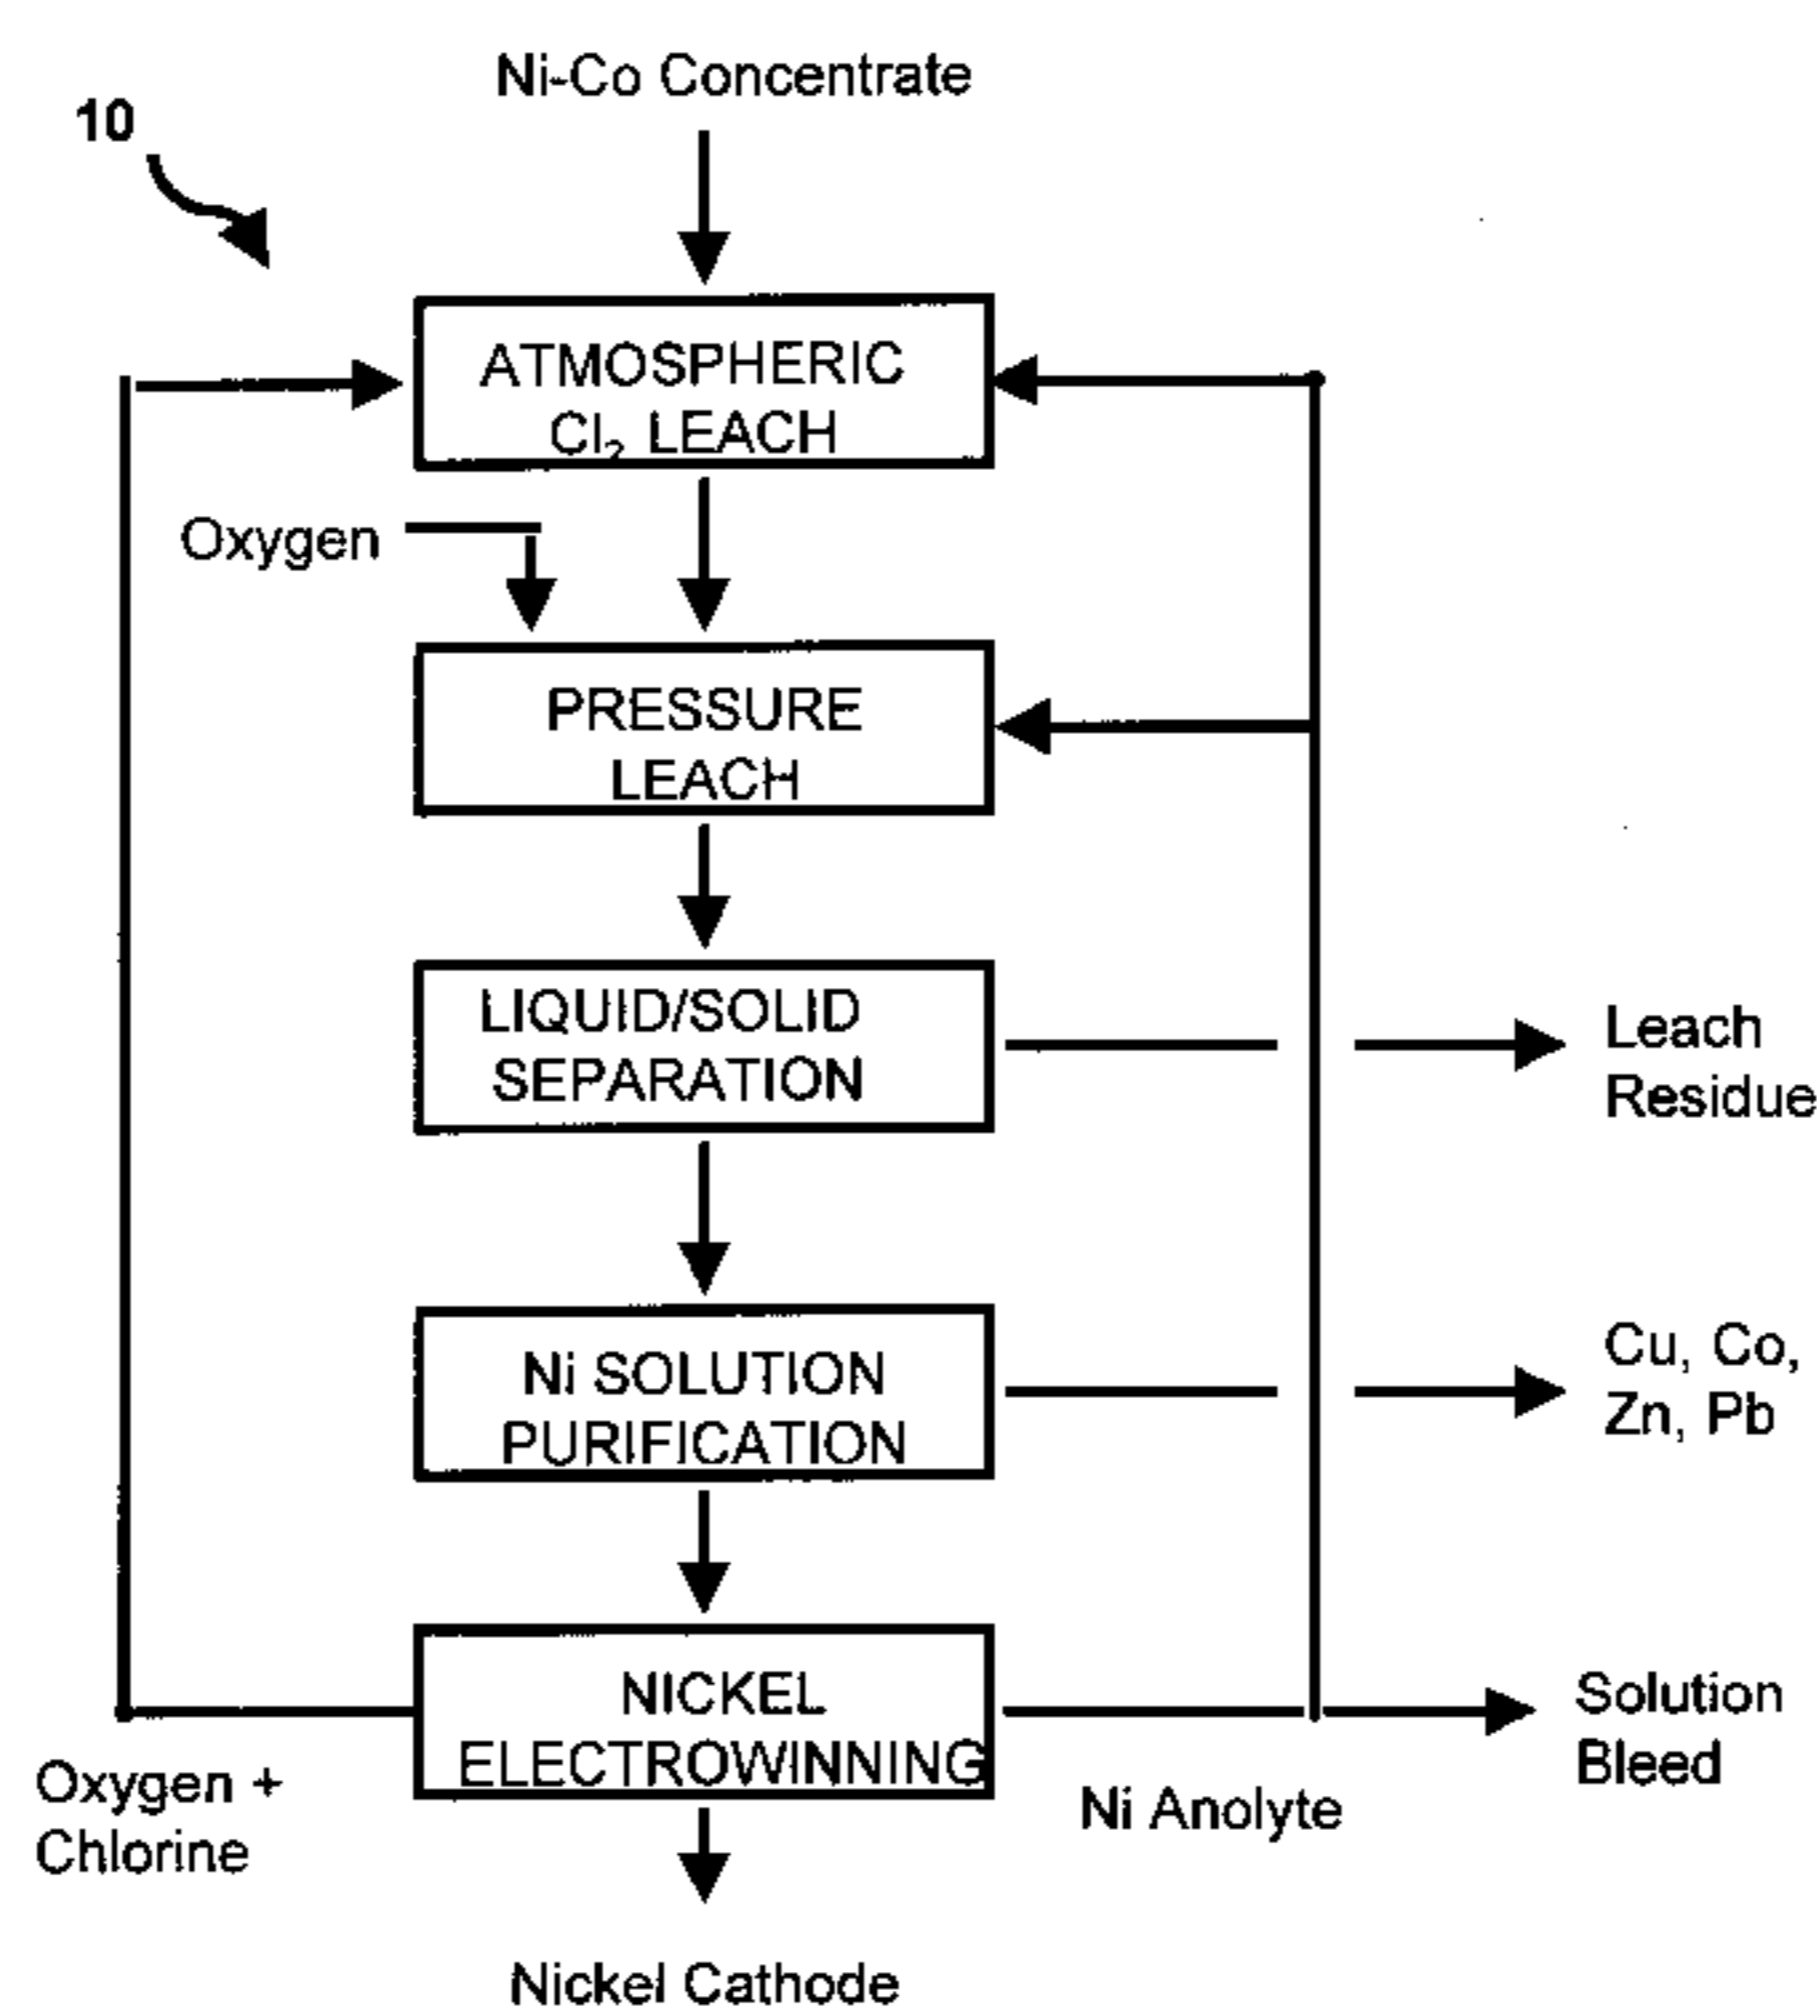 Ni-Co Concentrate
10
ATMOSPHERIC
Cl₂ LEACH
Oxygen
PRESSURE
LEACH
LIQUID/SOLID
SEPARATION
Leach
Residue
Ni SOLUTION
PURIFICATION
Cu, Co,
Zn, Pb
NICKEL
ELECTROWINNING
Solution
Bleed
Oxygen +
Chlorine
Ni Anolyte
Nickel Cathode